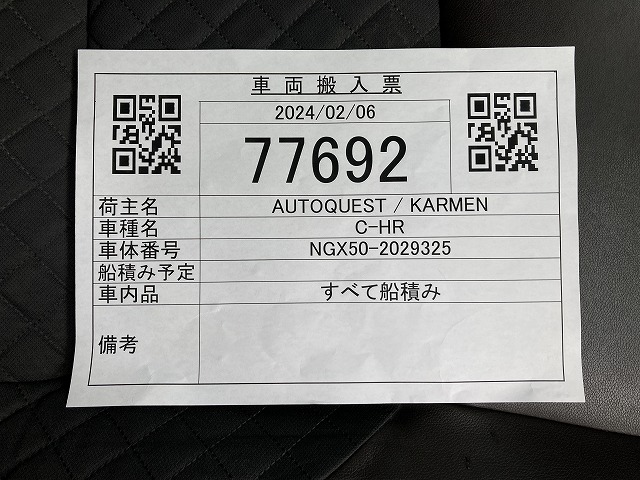 車両搬入票
2024/02/06
77692
荷主名 AUTOQUEST / KARMEN
車種名 C-HR
車体番号 NGX50-2029325
船積み予定
車内品 すべて船積み
備考